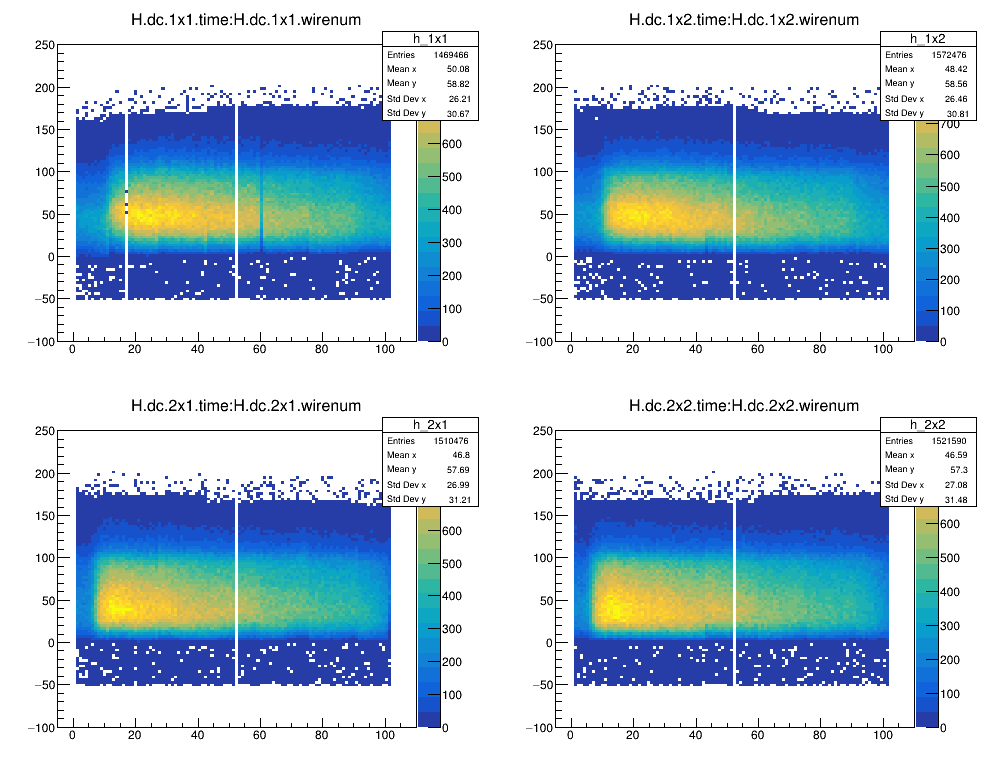 H.dc.1x1.time:H.dc.1x1.wirenum
h_1x1
Entries 1469466
Mean x 50.08
Mean y 58.82
Std Dev x 26.21
Std Dev y 30.67
250
200
150
100
50
0
−50
−100
0 20 40 60 80 100
600
500
400
300
200
100
0
H.dc.1x2.time:H.dc.1x2.wirenum
h_1x2
Entries 1572476
Mean x 48.42
Mean y 58.56
Std Dev x 26.46
Std Dev y 30.81
250
200
150
100
50
0
−50
−100
0 20 40 60 80 100
700
600
500
400
300
200
100
0
H.dc.2x1.time:H.dc.2x1.wirenum
h_2x1
Entries 1510476
Mean x 46.8
Mean y 57.69
Std Dev x 26.99
Std Dev y 31.21
250
200
150
100
50
0
−50
−100
0 20 40 60 80 100
600
500
400
300
200
100
0
H.dc.2x2.time:H.dc.2x2.wirenum
h_2x2
Entries 1521590
Mean x 46.59
Mean y 57.3
Std Dev x 27.08
Std Dev y 31.48
250
200
150
100
50
0
−50
−100
0 20 40 60 80 100
600
500
400
300
200
100
0